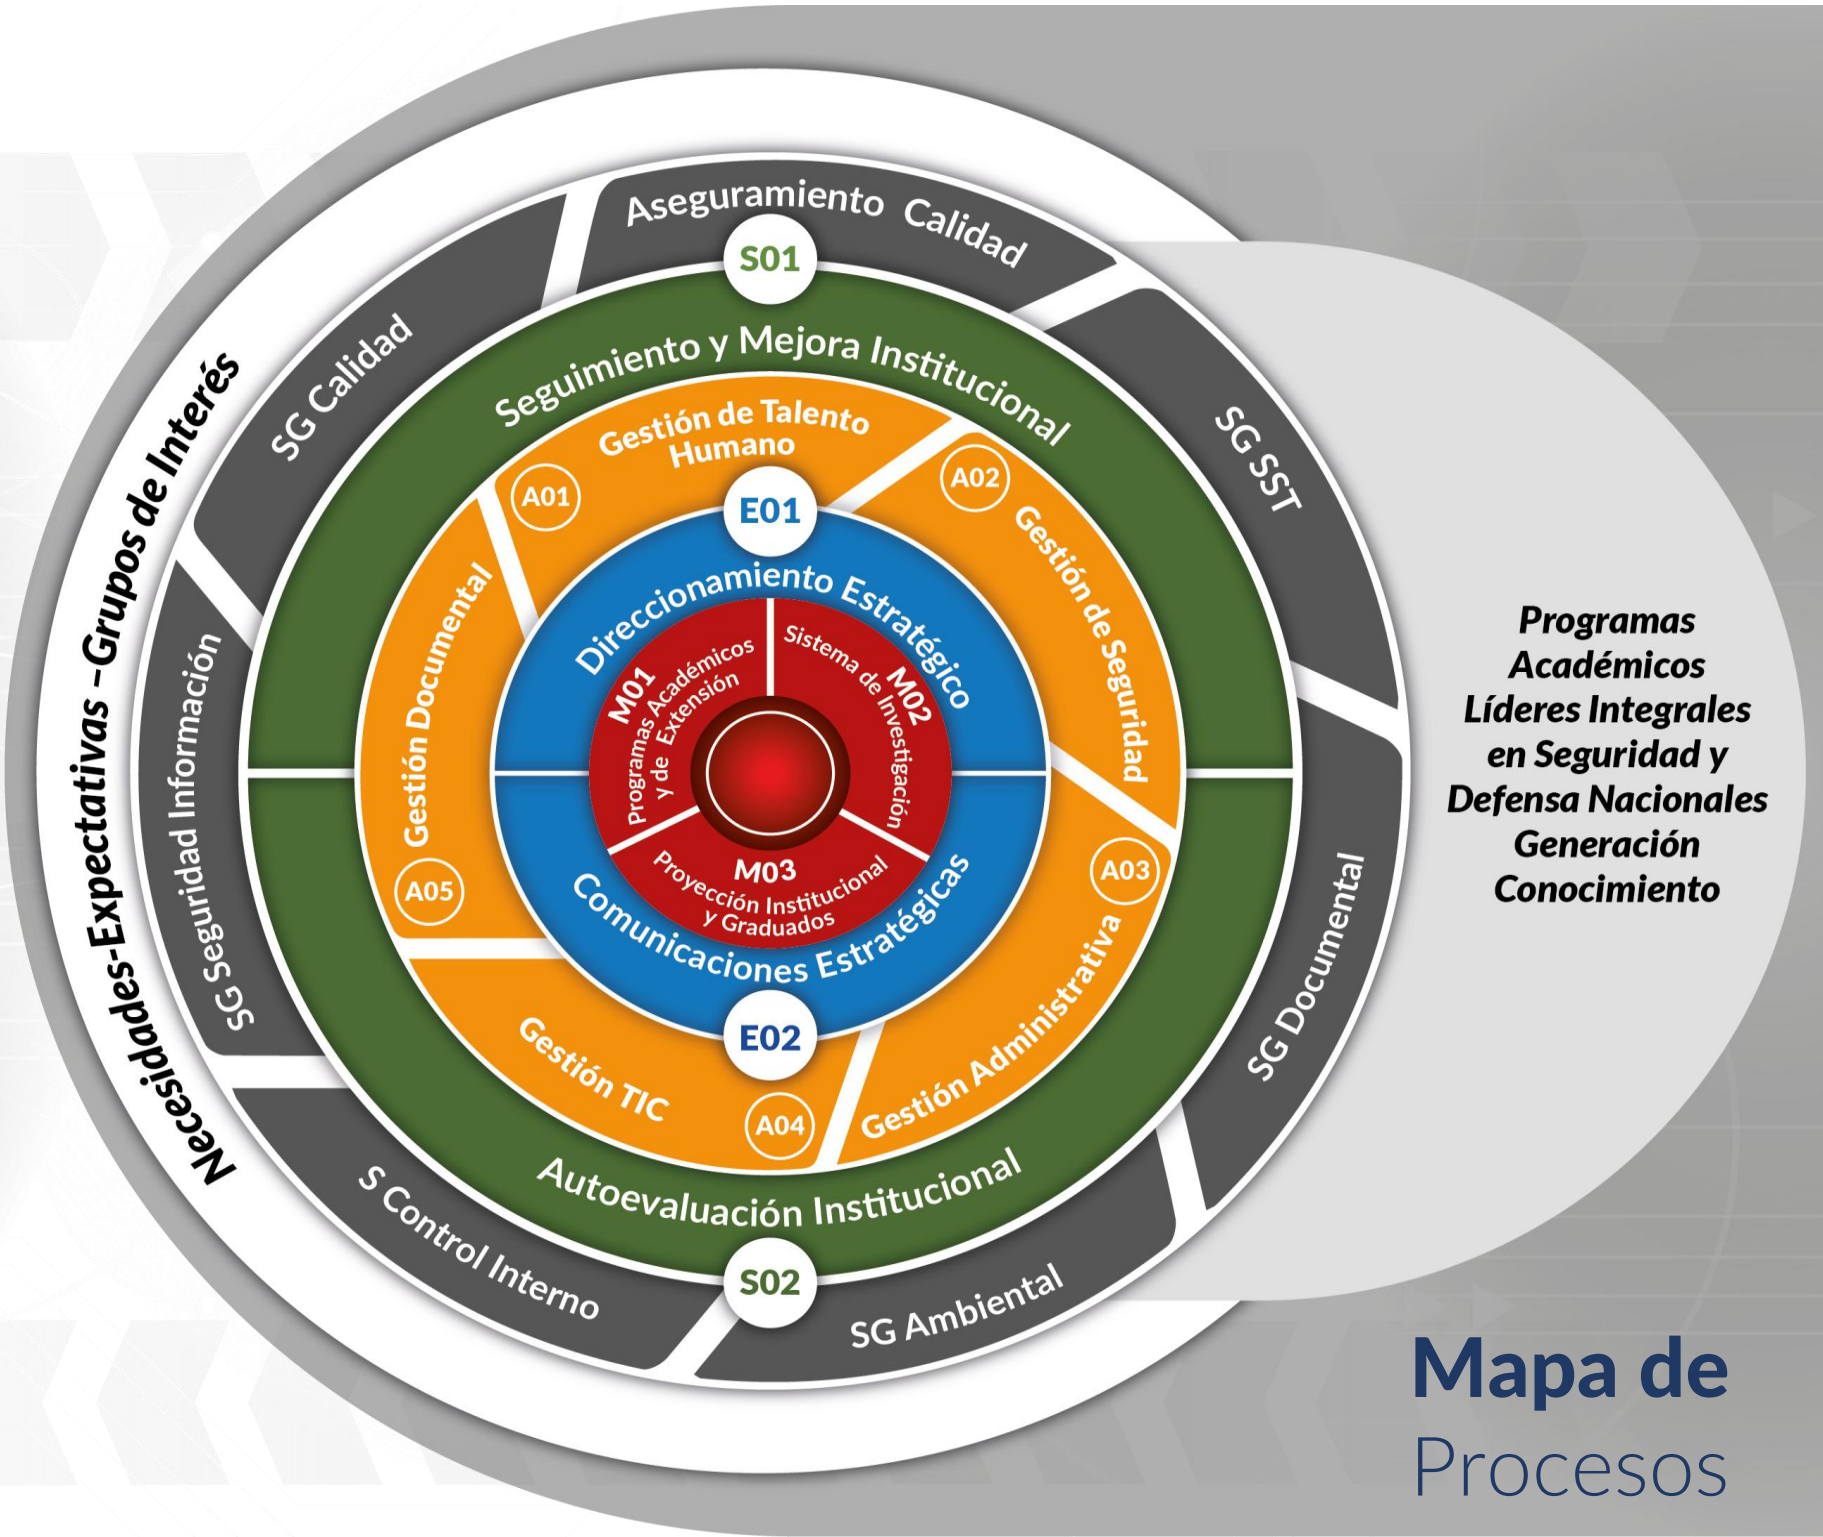 Necesidades-Expectativas –Grupos de Interés
Aseguramiento Calidad
SG SST
SG Documental
SG Ambiental
S Control Interno
SG Seguridad Información
SG Calidad
S01
Seguimiento y Mejora Institucional
Autoevaluación Institucional
S02
A01
Gestión de Talento
Humano
A02
Gestión de Seguridad
A03
Gestión Administrativa
A04
Gestión TIC
A05
Gestión Documental
E01
Direccionamiento Estratégico
Comunicaciones Estratégicas
E02
M01
Programas Académicos
y de Extensión
M02
Sistema de Investigación
M03
Proyección Institucional
y Graduados
Programas
Académicos
Líderes Integrales
en Seguridad y
Defensa Nacionales
Generación
Conocimiento
Mapa de
Procesos